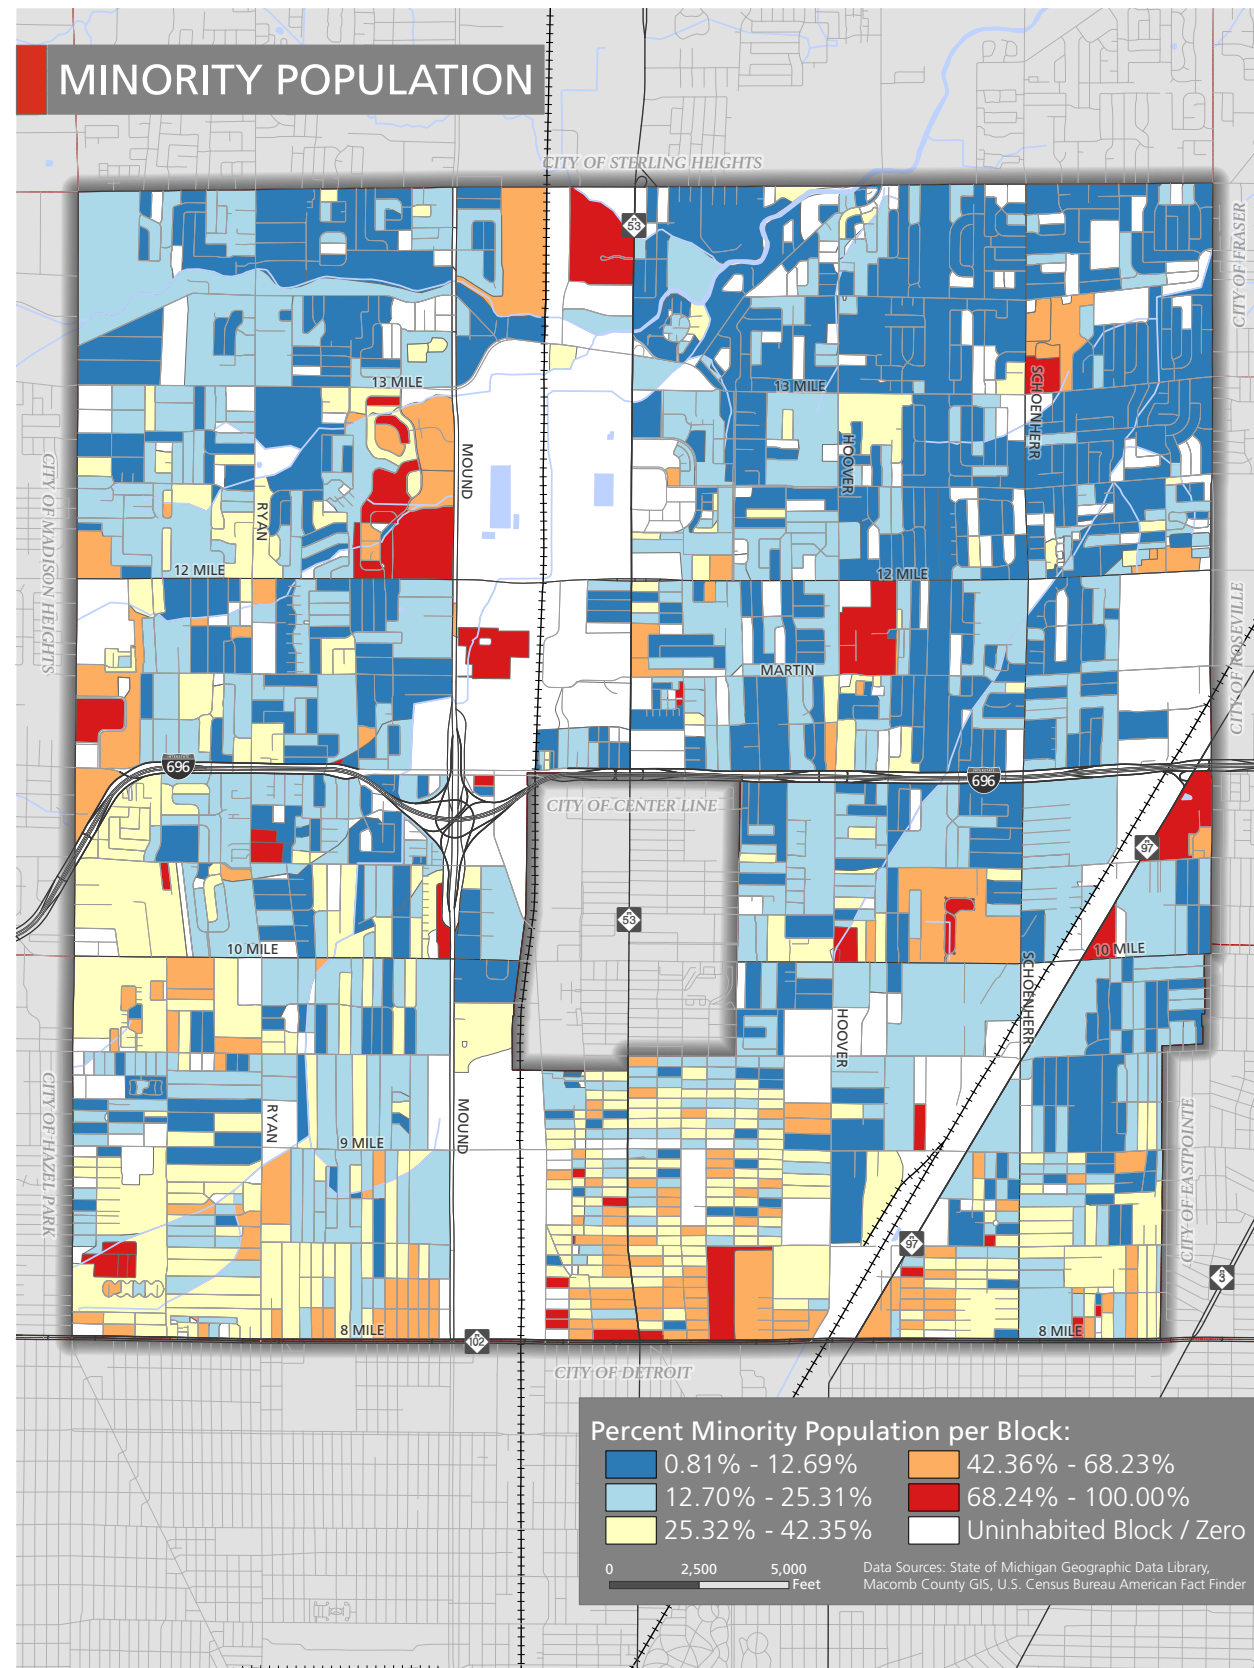 MINORITY POPULATION
CITY OF STERLING HEIGHTS
53
CITY OF FRASER
13 MILE
13 MILE
SCHOENHERR
MOUND
HOOVER
CITY OF MADISON HEIGHTS
RYAN
12 MILE
12 MILE
CITY OF ROSEVILLE
MARTIN
696
696
CITY OF CENTER LINE
97
53
10 MILE
10 MILE
SCHOENHERR
HOOVER
CITY OF HAZEL PARK
RYAN
MOUND
9 MILE
CITY OF EASTPOINTE
97
3
8 MILE
8 MILE
102
CITY OF DETROIT
Percent Minority Population per Block:
0.81% - 12.69%
42.36% - 68.23%
12.70% - 25.31%
68.24% - 100.00%
25.32% - 42.35%
Uninhabited Block / Zero
0 2,500 5,000
Feet
Data Sources: State of Michigan Geographic Data Library,
Macomb County GIS, U.S. Census Bureau American Fact Finder